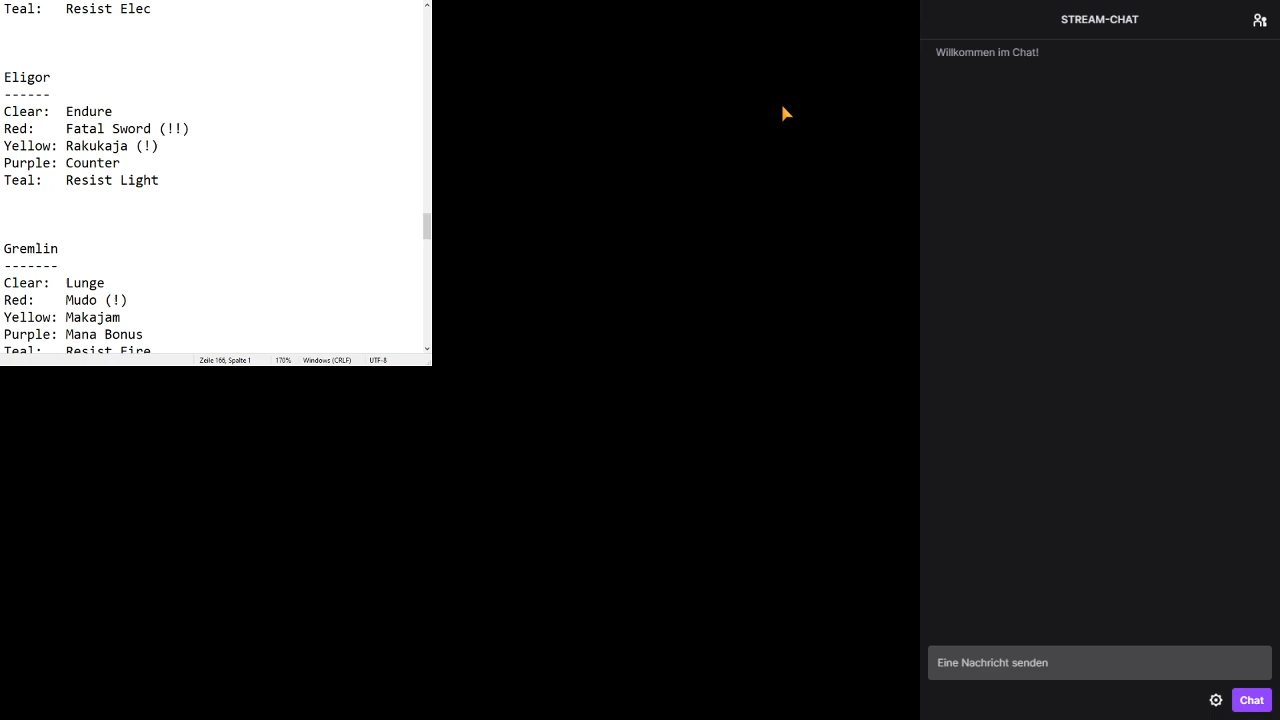 Teal:   Resist Elec
Eligor
------
Clear:  Endure
Red:    Fatal Sword (!!)
Yellow: Rakukaja (!)
Purple: Counter
Teal:   Resist Light
Gremlin
-------
Clear:  Lunge
Red:    Mudo (!)
Yellow: Makajam
Purple: Mana Bonus
Teal:   Resist Fire
Zeile 166, Spalte 1 170% Windows (CRLF) UTF-8
STREAM-CHAT
Willkommen im Chat!
Eine Nachricht senden
Chat